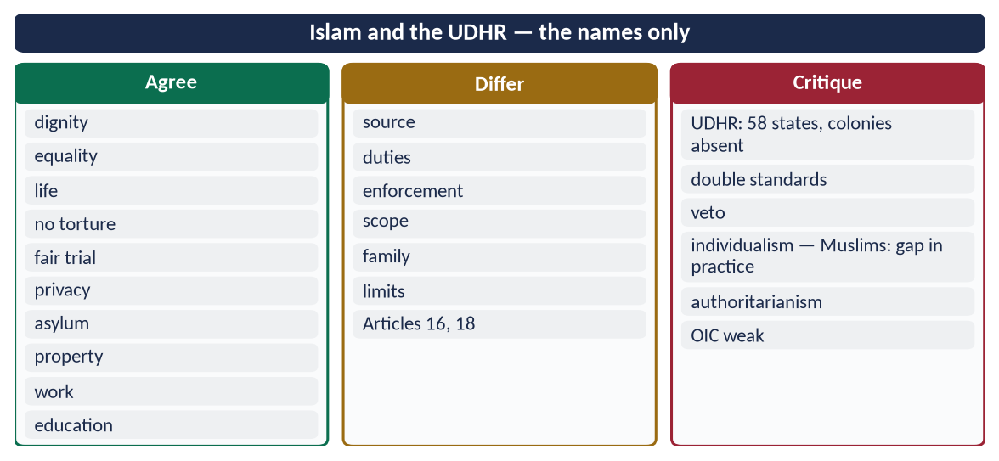 Islam and the UDHR — the names only
Agree
dignity
equality
life
no torture
fair trial
privacy
asylum
property
work
education
Differ
source
duties
enforcement
scope
family
limits
Articles 16, 18
Critique
UDHR: 58 states, colonies
absent
double standards
veto
individualism — Muslims: gap in
practice
authoritarianism
OIC weak